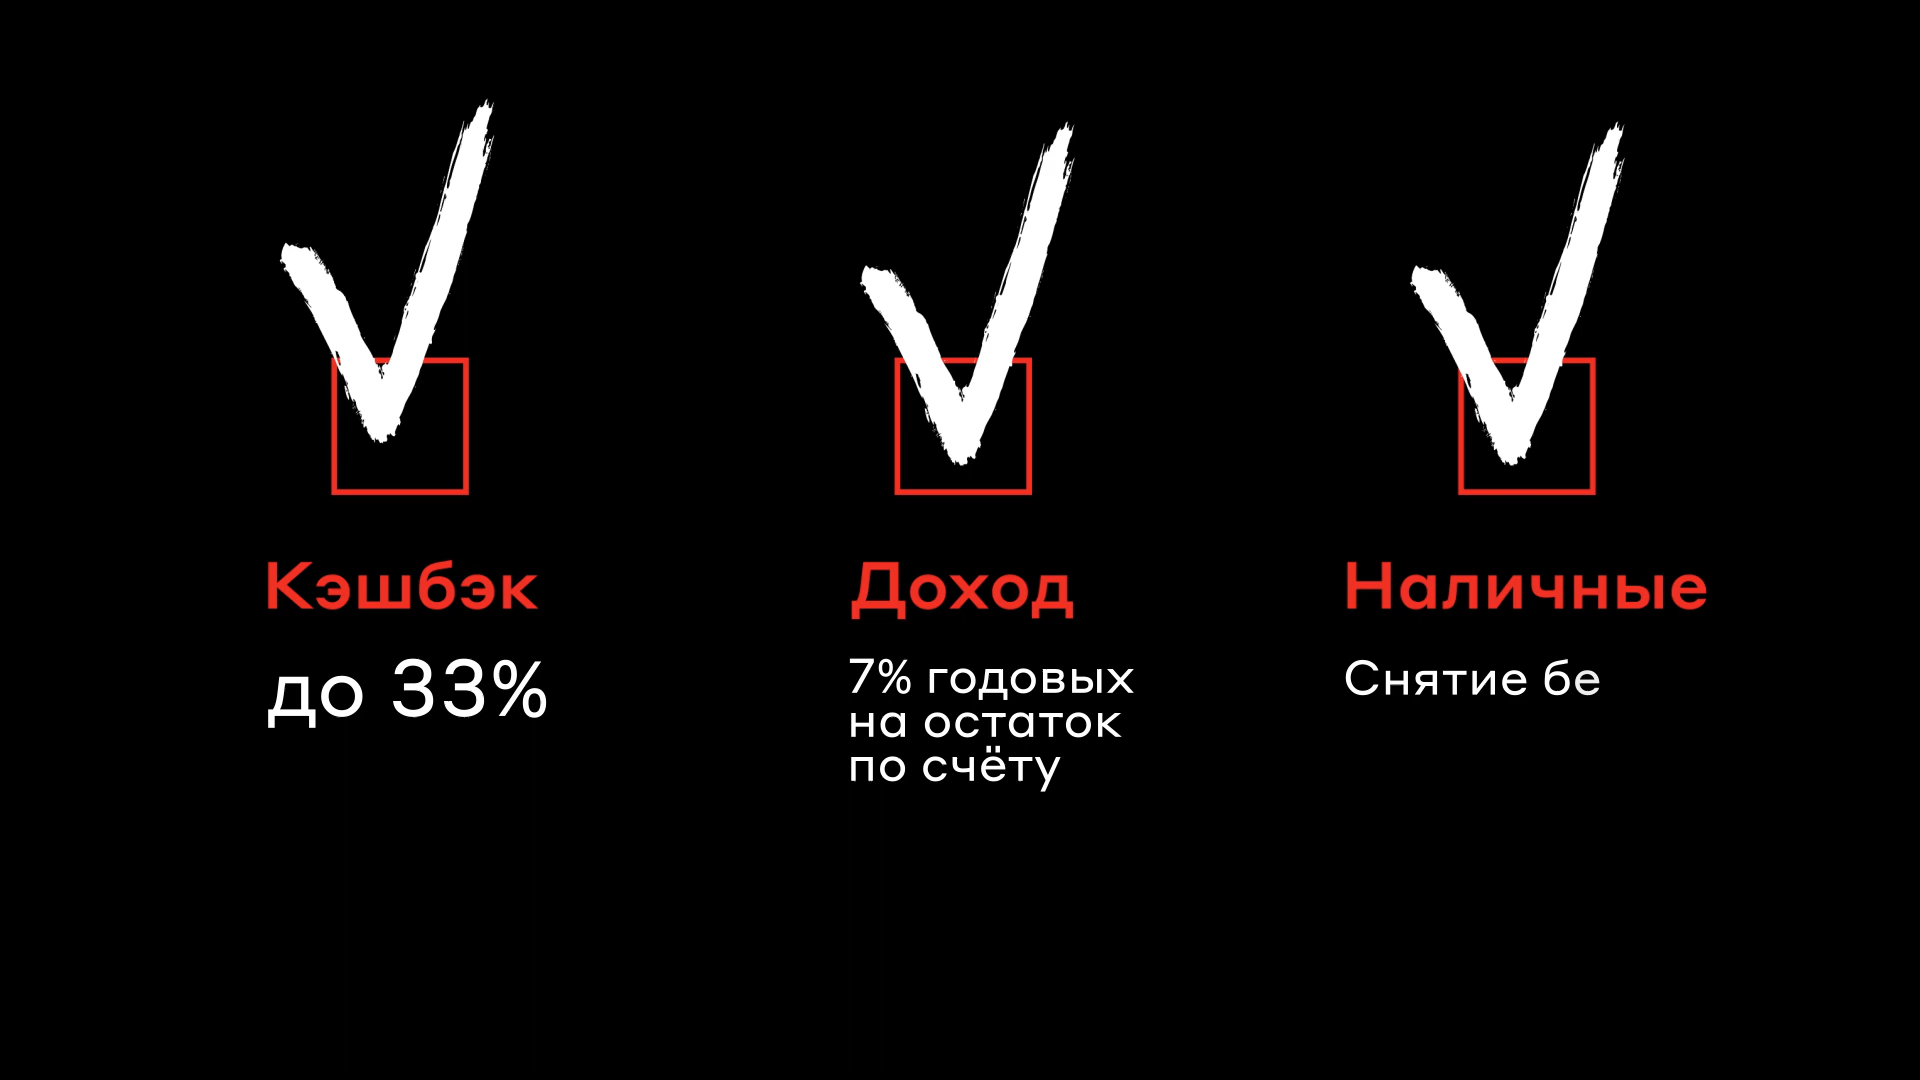 Кэшбэк
до 33%
Доход
7% годовых
на остаток
по счёту
Наличные
Снятие бе